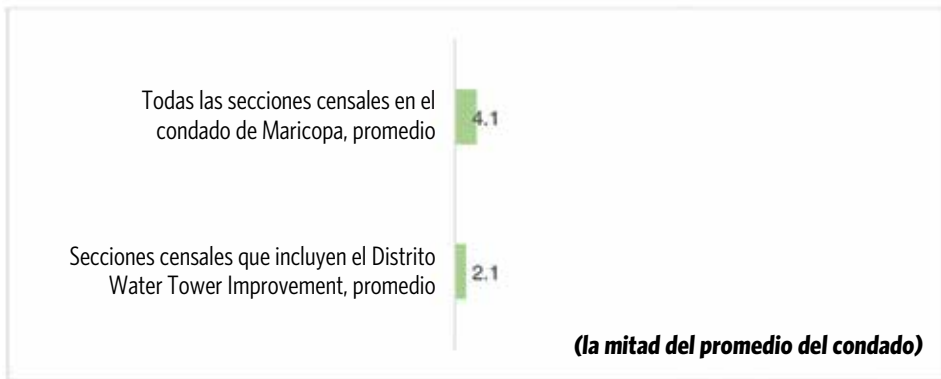 Todas las secciones censales en el
condado de Maricopa, promedio
4.1
Secciones censales que incluyen el Distrito
Water Tower Improvement, promedio
2.1
(la mitad del promedio del condado)